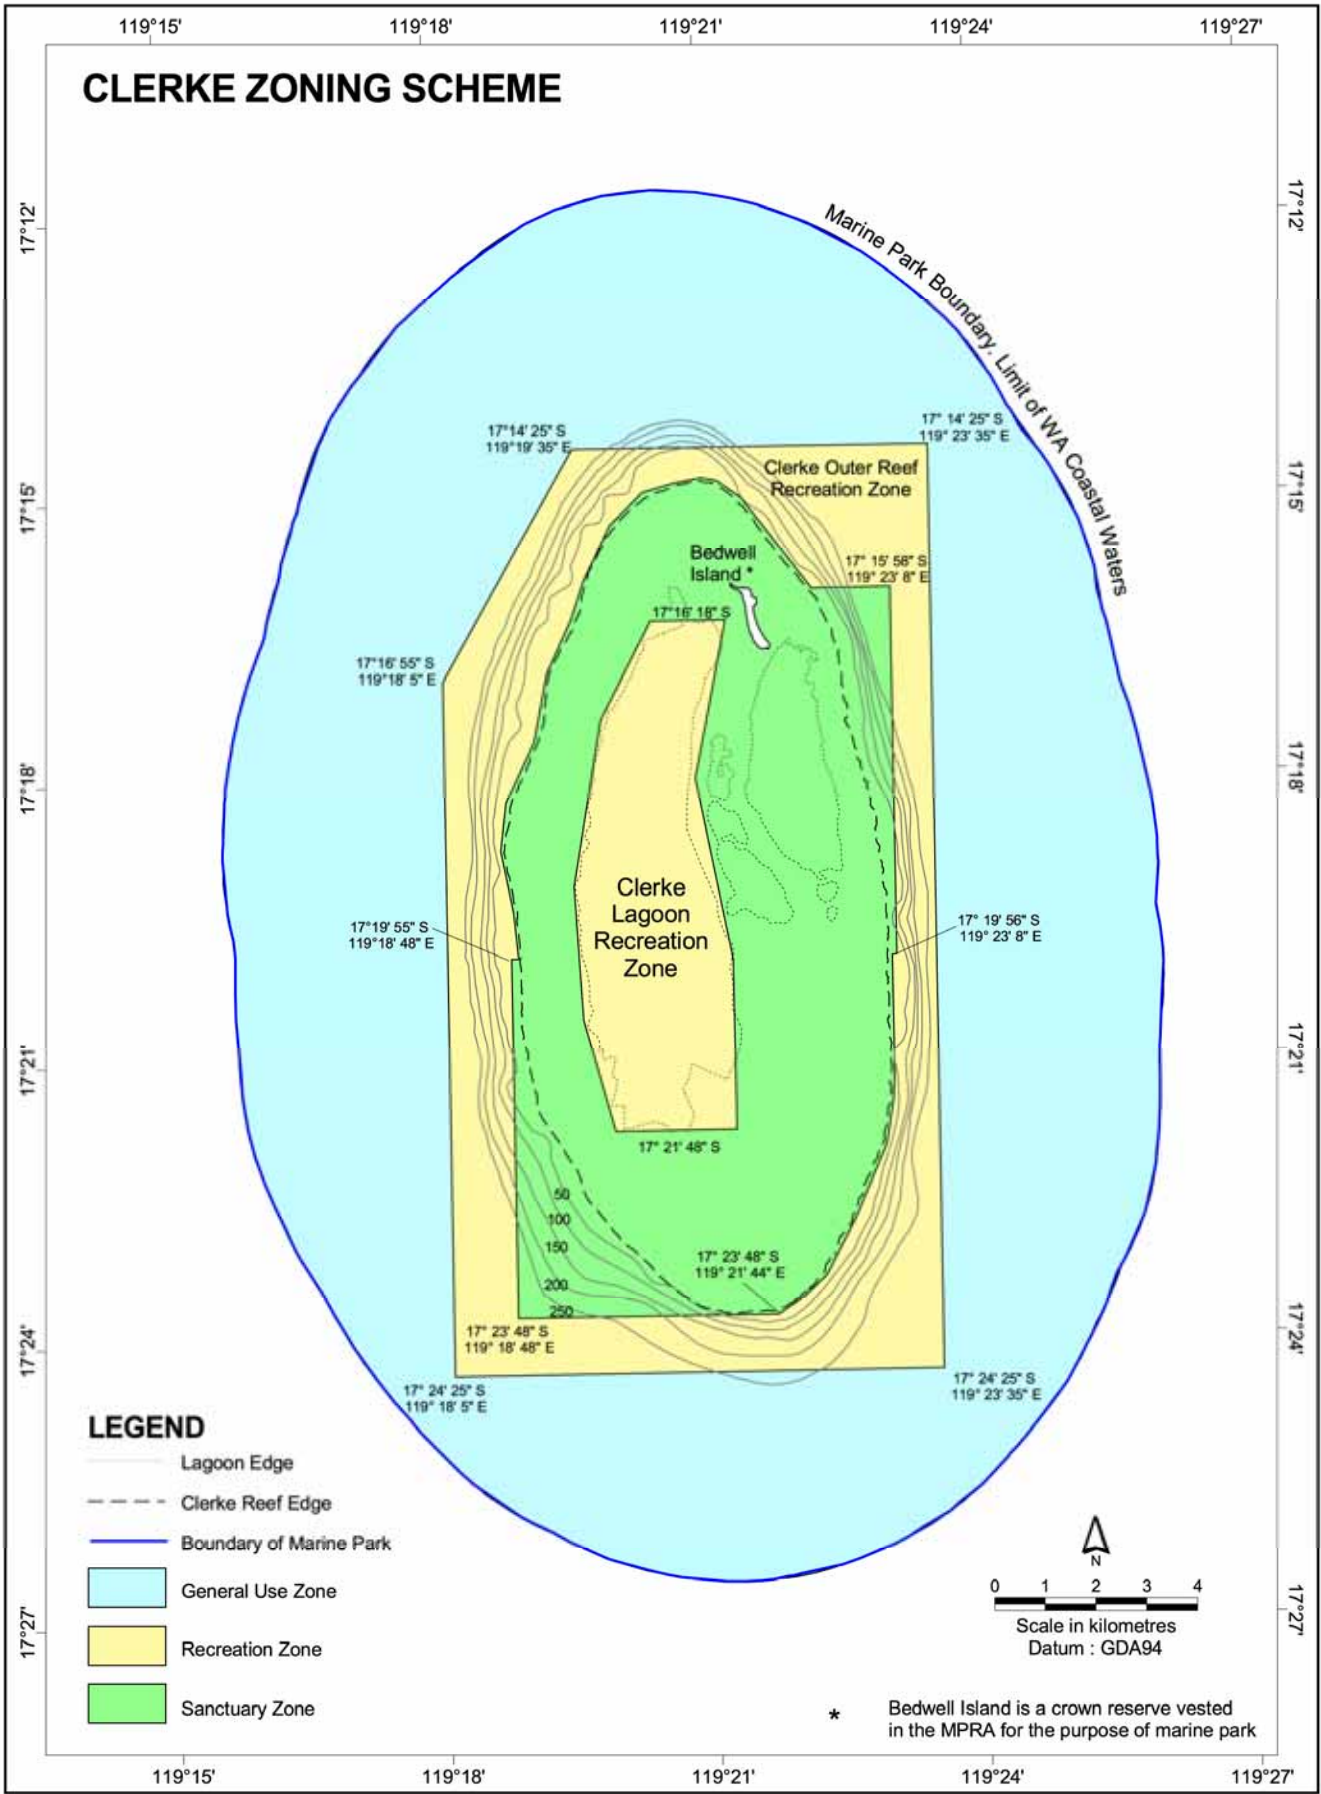 119°15'
119°18'
119°21'
119°24'
119°27'
CLERKE ZONING SCHEME
17°12'
17°12'
Marine Park Boundary. Limit of WA Coastal Waters
17°14' 25" S
119°19' 35" E
17° 14' 25" S
119° 23' 35" E
Clerke Outer Reef
Recreation Zone
17°15'
17°15'
Bedwell
Island *
17° 15' 56" S
119° 23' 8" E
17°16' 18" S
17°16' 55" S
119°18' 5" E
17°18'
17°18'
Clerke
Lagoon
Recreation
Zone
17°19' 55" S
119°18' 48" E
17° 19' 56" S
119° 23' 8" E
17°21'
17°21'
17° 21' 48" S
50
100
150
200
250
17° 23' 48" S
119° 21' 44" E
17° 23' 48" S
119° 18' 48" E
17°24'
17°24'
17° 24' 25" S
119° 18' 5" E
17° 24' 25" S
119° 23' 35" E
LEGEND
Lagoon Edge
Clerke Reef Edge
Boundary of Marine Park
General Use Zone
Recreation Zone
Sanctuary Zone
N
0 1 2 3 4
Scale in kilometres
Datum : GDA94
17°27'
17°27'
* Bedwell Island is a crown reserve vested
in the MPRA for the purpose of marine park
119°15'
119°18'
119°21'
119°24'
119°27'